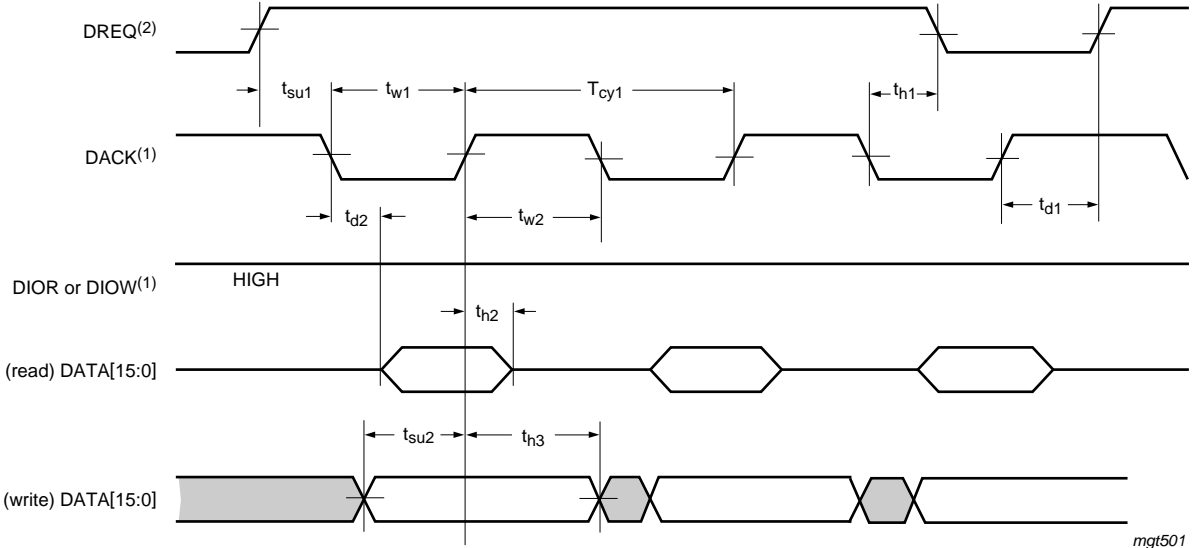 DREQ(2)
tsu1 tw1 Tcy1 th1
DACK(1)
td2 tw2 td1
HIGH
DIOR or DIOW(1)
th2
(read) DATA[15:0]
tsu2 th3
(write) DATA[15:0]
mgt501